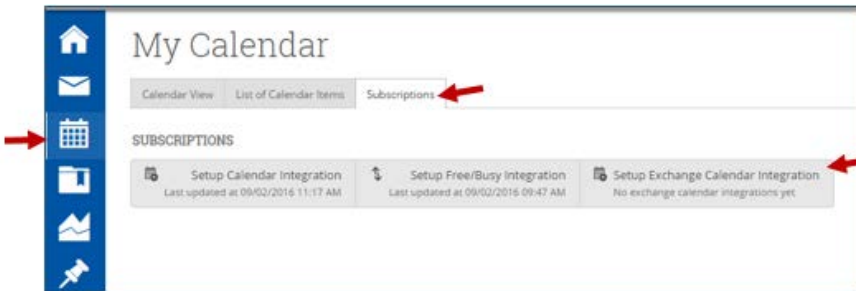 My Calendar
Calendar View List of Calendar Items Subscriptions
SUBSCRIPTIONS
Setup Calendar Integration Setup Free/Busy Integration Setup Exchange Calendar Integration
Last updated at 09/02/2016 11:17 AM Last updated at 09/02/2016 09:47 AM No exchange calendar integrations yet